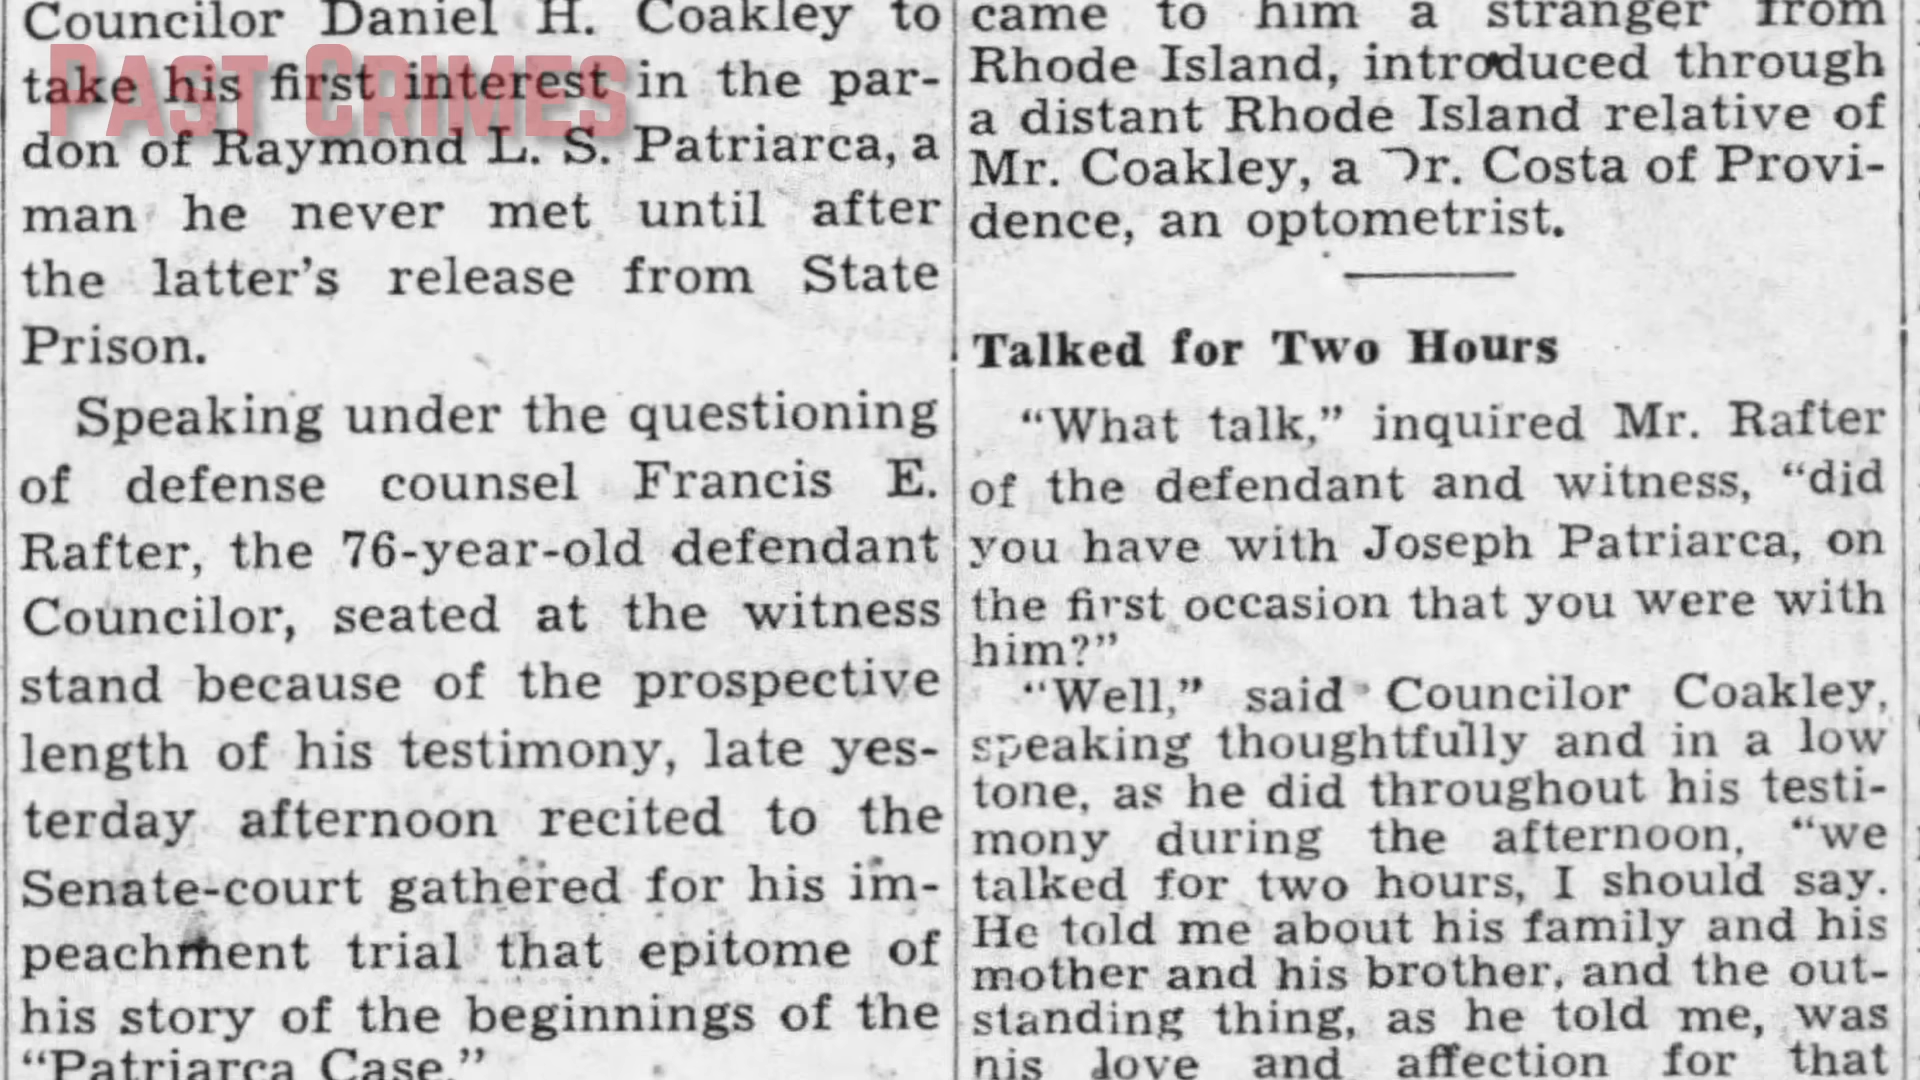 Councilor Daniel H. Coakley to
PAST CRIMES
take his first interest in the par-
don of Raymond L. S. Patriarca, a
man he never met until after
the latter's release from State
Prison.
Speaking under the questioning
of defense counsel Francis E.
Rafter, the 76-year-old defendant
Councilor, seated at the witness
stand because of the prospective
length of his testimony, late yes-
terday afternoon recited to the
Senate-court gathered for his im-
peachment trial that epitome of
his story of the beginnings of the
"Patriarca Case."
came to him a stranger from
Rhode Island, introduced through
a distant Rhode Island relative of
Mr. Coakley, a Dr. Costa of Provi-
dence, an optometrist.
Talked for Two Hours
"What talk," inquired Mr. Rafter
of the defendant and witness, "did
you have with Joseph Patriarca, on
the first occasion that you were with
him?"
"Well," said Councilor Coakley,
speaking thoughtfully and in a low
tone, as he did throughout his testi-
mony during the afternoon, "we
talked for two hours, I should say.
He told me about his family and his
mother and his brother, and the out-
standing thing, as he told me, was
his love and affection for that